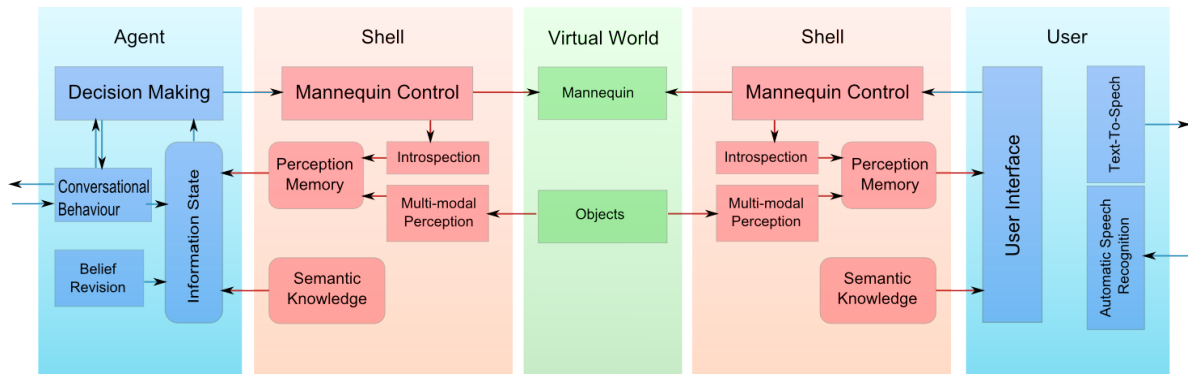 Agent
Shell
Virtual World
Shell
User
Decision Making
Mannequin Control
Mannequin
Mannequin Control
Text-To-Spech
Introspection
Introspection
Perception
Memory
Perception
Memory
Conversational
Behaviour
Information State
Multi-modal
Perception
Objects
Multi-modal
Perception
User Interface
Automatic Speech
Recognition
Belief
Revision
Semantic
Knowledge
Semantic
Knowledge